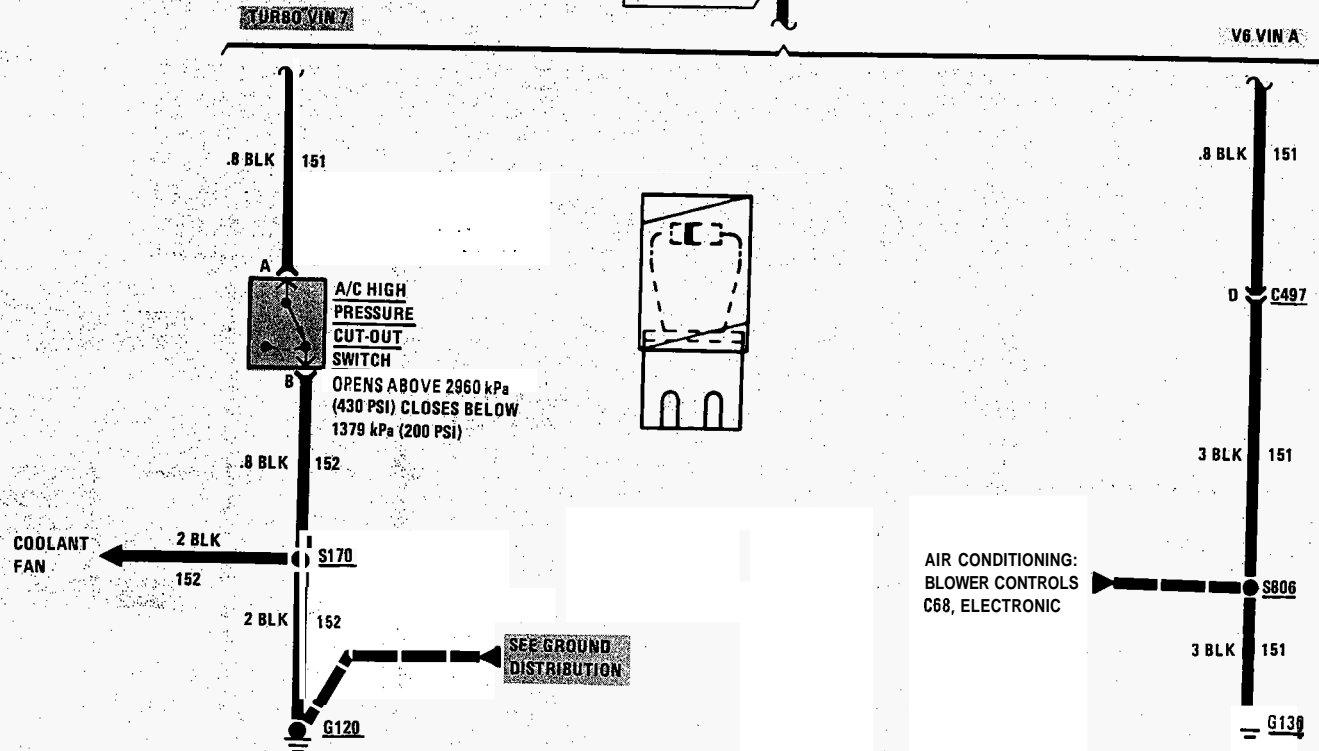 TURBO VIN 7
V6 VIN A
.8 BLK 151
.8 BLK 151
A
A/C HIGH
PRESSURE
CUT-OUT
SWITCH
B
OPENS ABOVE 2960 kPa
(430 PSI) CLOSES BELOW
1379 kPa (200 PSI)
D C497
.8 BLK 152
3 BLK 151
COOLANT
FAN
2 BLK
152
S170
AIR CONDITIONING:
BLOWER CONTROLS
C68, ELECTRONIC
S806
2 BLK 152
SEE GROUND
DISTRIBUTION
3 BLK 151
G120